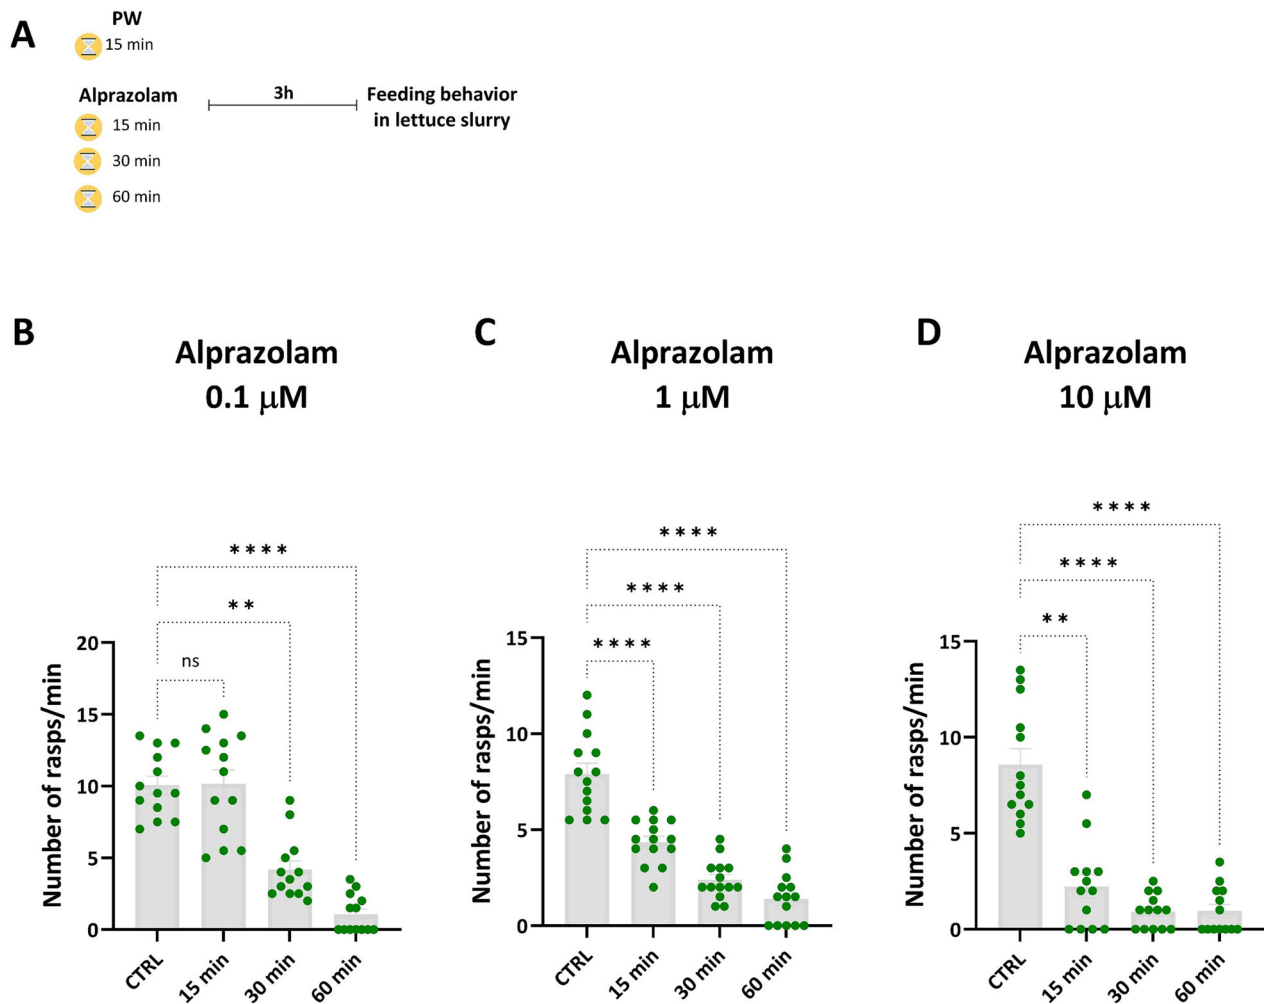 A
PW
15 min
Alprazolam
15 min
30 min
60 min
3h
Feeding behavior
in lettuce slurry
B
Alprazolam
0.1 μM
****
**
ns
Number of rasps/min
20
15
10
5
0
CTRL
15 min
30 min
60 min
C
Alprazolam
1 μM
****
****
****
Number of rasps/min
15
10
5
0
CTRL
15 min
30 min
60 min
D
Alprazolam
10 μM
****
****
**
Number of rasps/min
15
10
5
0
CTRL
15 min
30 min
60 min